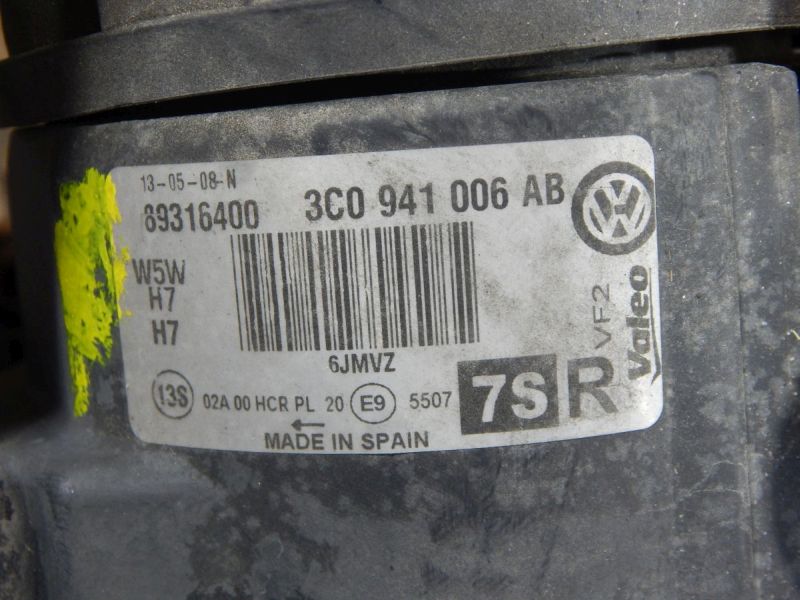 13-05-08-N
89316400 3C0 941 006 AB
W5W
H7
H7
VF2
Valeo
6JMVZ
13S 02A 00 HCR PL 20 E9 5507 7S R
MADE IN SPAIN